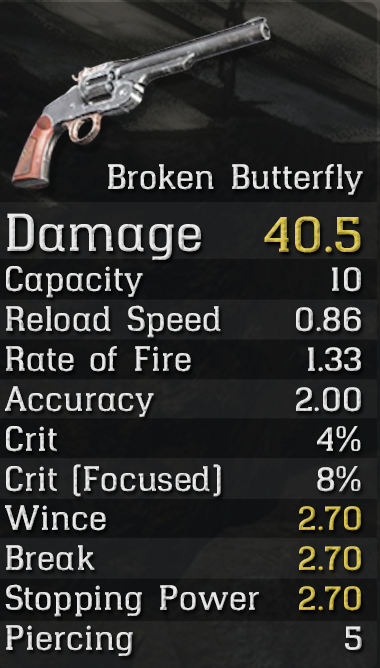 Broken Butterfly
Damage 40.5
Capacity 10
Reload Speed 0.86
Rate of Fire 1.33
Accuracy 2.00
Crit 4%
Crit (Focused) 8%
Wince 2.70
Break 2.70
Stopping Power 2.70
Piercing 5